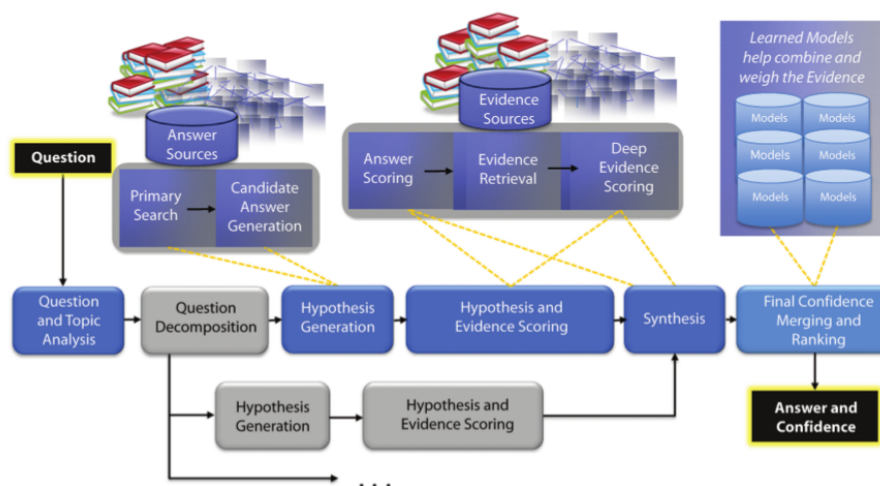 Learned Models
help combine and
weigh the Evidence
Answer
Sources
Evidence
Sources
Models
Models
Models
Models
Models
Models
Question
Primary
Search
Candidate
Answer
Generation
Answer
Scoring
Evidence
Retrieval
Deep
Evidence
Scoring
Question
and Topic
Analysis
Question
Decomposition
Hypothesis
Generation
Hypothesis and
Evidence Scoring
Synthesis
Final Confidence
Merging and
Ranking
Hypothesis
Generation
Hypothesis and
Evidence Scoring
Answer and
Confidence
. . .